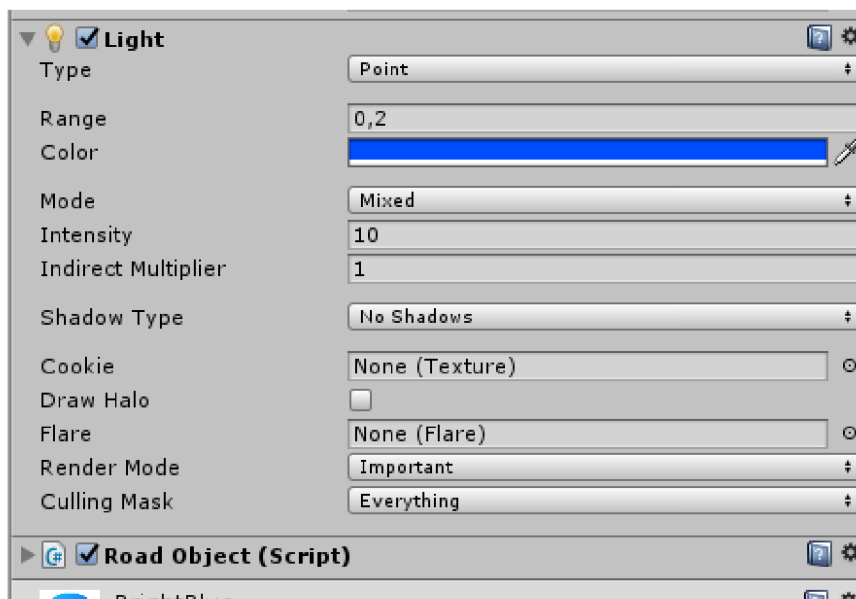 Light
Type Point
Range 0,2
Color
Mode Mixed
Intensity 10
Indirect Multiplier 1
Shadow Type No Shadows
Cookie None (Texture)
Draw Halo
Flare None (Flare)
Render Mode Important
Culling Mask Everything
Road Object (Script)